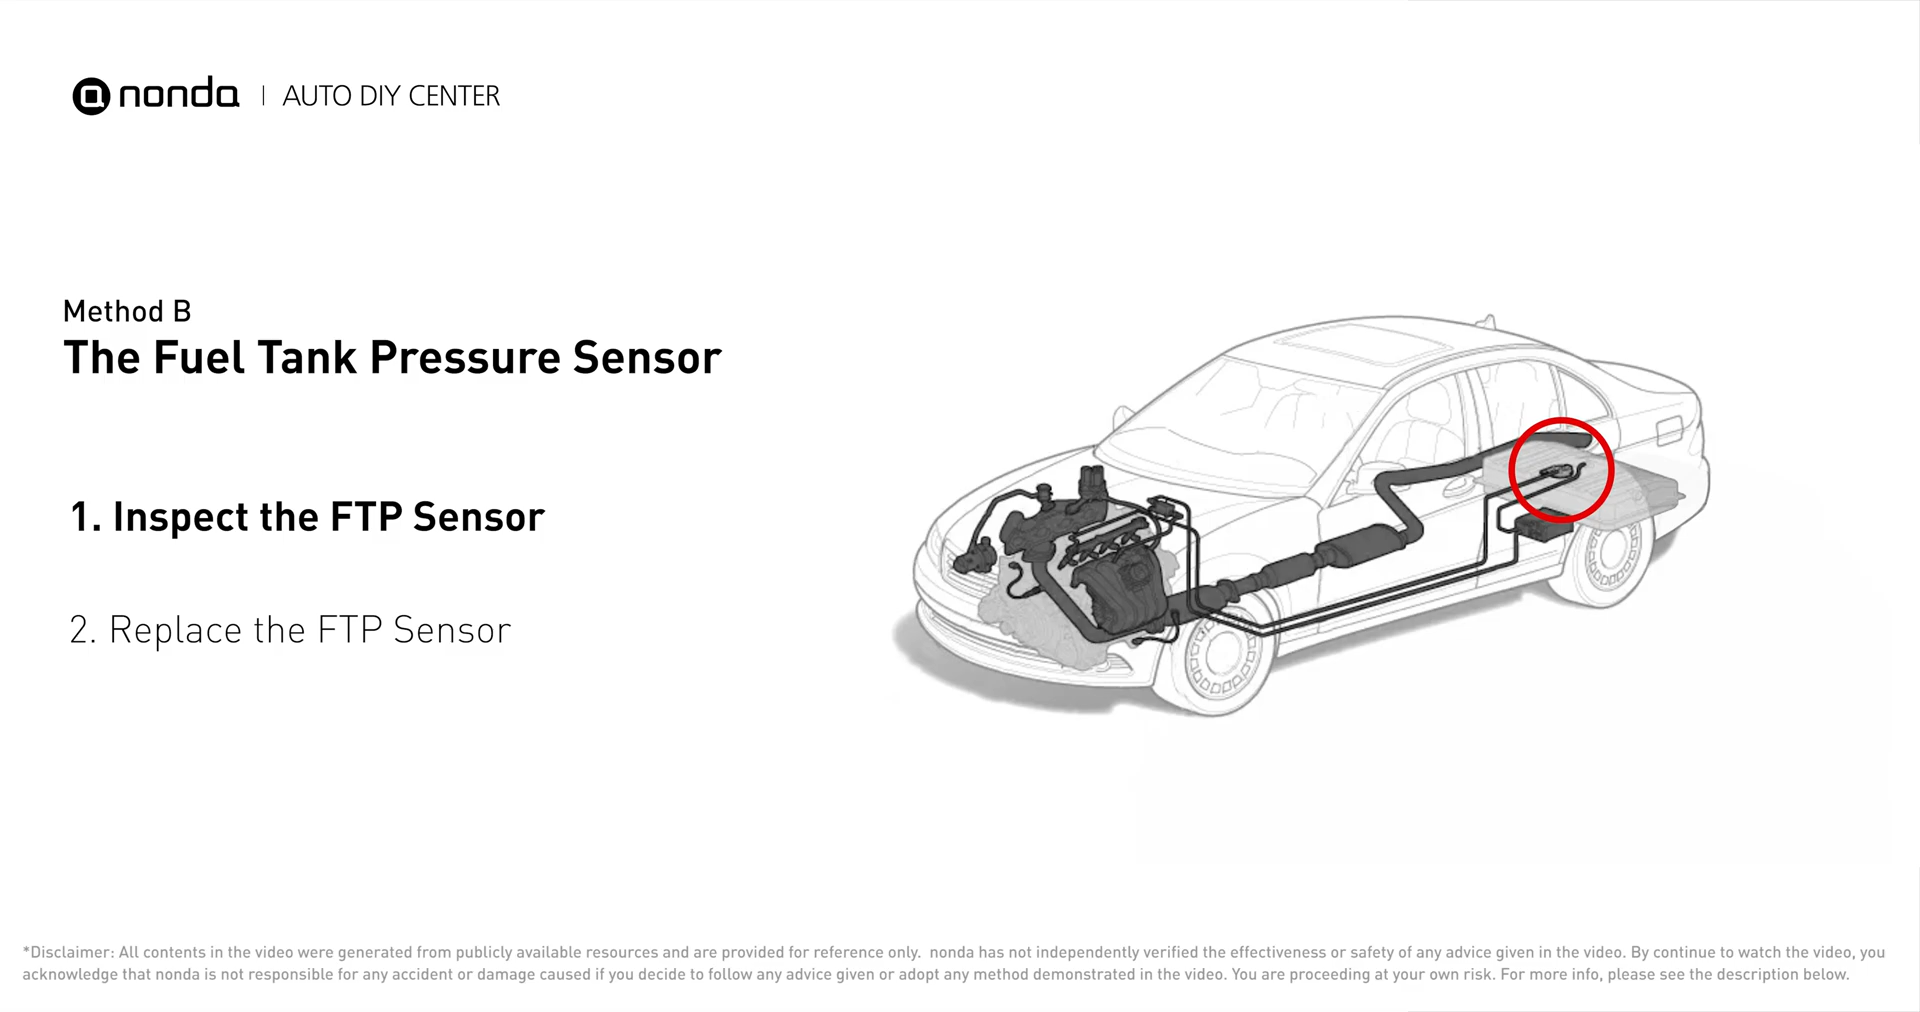 nonda | AUTO DIY CENTER
Method B
The Fuel Tank Pressure Sensor
1. Inspect the FTP Sensor
2. Replace the FTP Sensor
*Disclaimer: All contents in the video were generated from publicly available resources and are provided for reference only. nonda has not independently verified the effectiveness or safety of any advice given in the video. By continue to watch the video, you
acknowledge that nonda is not responsible for any accident or damage caused if you decide to follow any advice given or adopt any method demonstrated in the video. You are proceeding at your own risk. For more info, please see the description below.